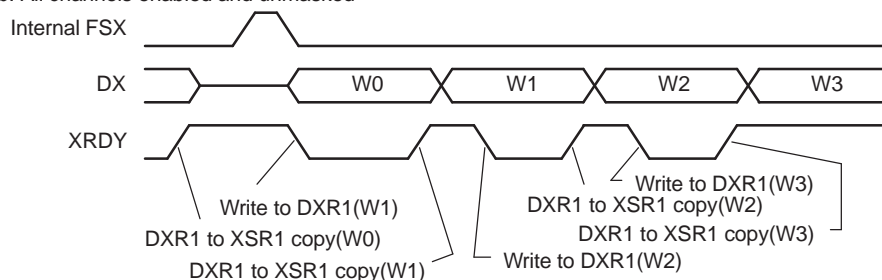 Internal FSX
DX W0 W1 W2 W3
XRDY
Write to DXR1(W3)
Write to DXR1(W1) DXR1 to XSR1 copy(W2)
DXR1 to XSR1 copy(W0) DXR1 to XSR1 copy(W3)
DXR1 to XSR1 copy(W1) Write to DXR1(W2)